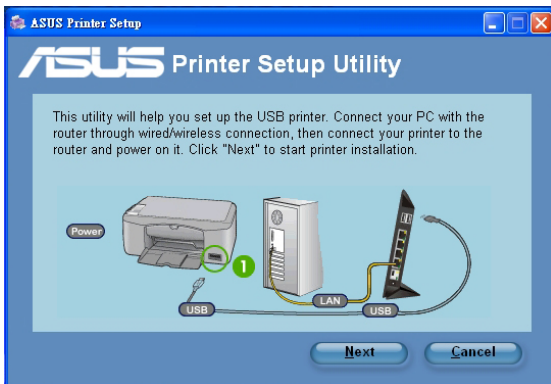 ASUS Printer Setup
ASUS Printer Setup Utility
This utility will help you set up the USB printer. Connect your PC with the
router through wired/wireless connection, then connect your printer to the
router and power on it. Click "Next" to start printer installation.
Power
1
USB
LAN
USB
Next
Cancel